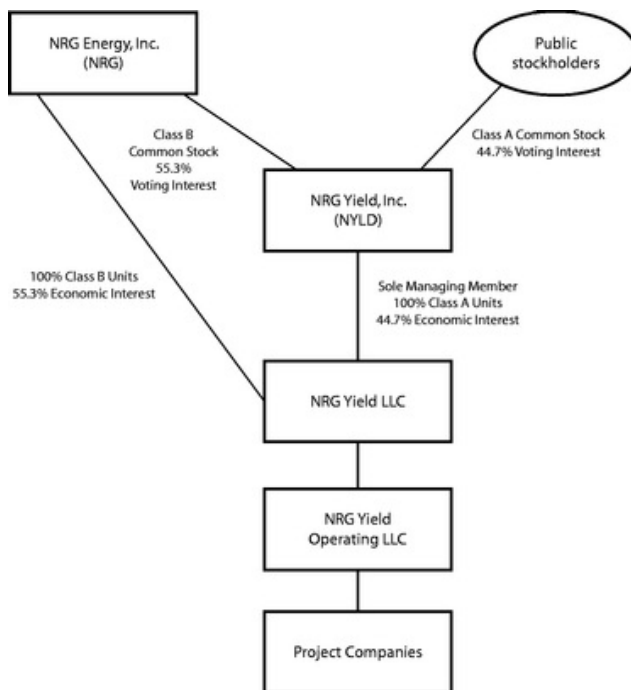 NRG Energy, Inc.
(NRG)
Public
stockholders
Class B
Common Stock
55.3%
Voting Interest
Class A Common Stock
44.7% Voting Interest
NRG Yield, Inc.
(NYLD)
100% Class B Units
55.3% Economic Interest
Sole Managing Member
100% Class A Units
44.7% Economic Interest
NRG Yield LLC
NRG Yield
Operating LLC
Project Companies